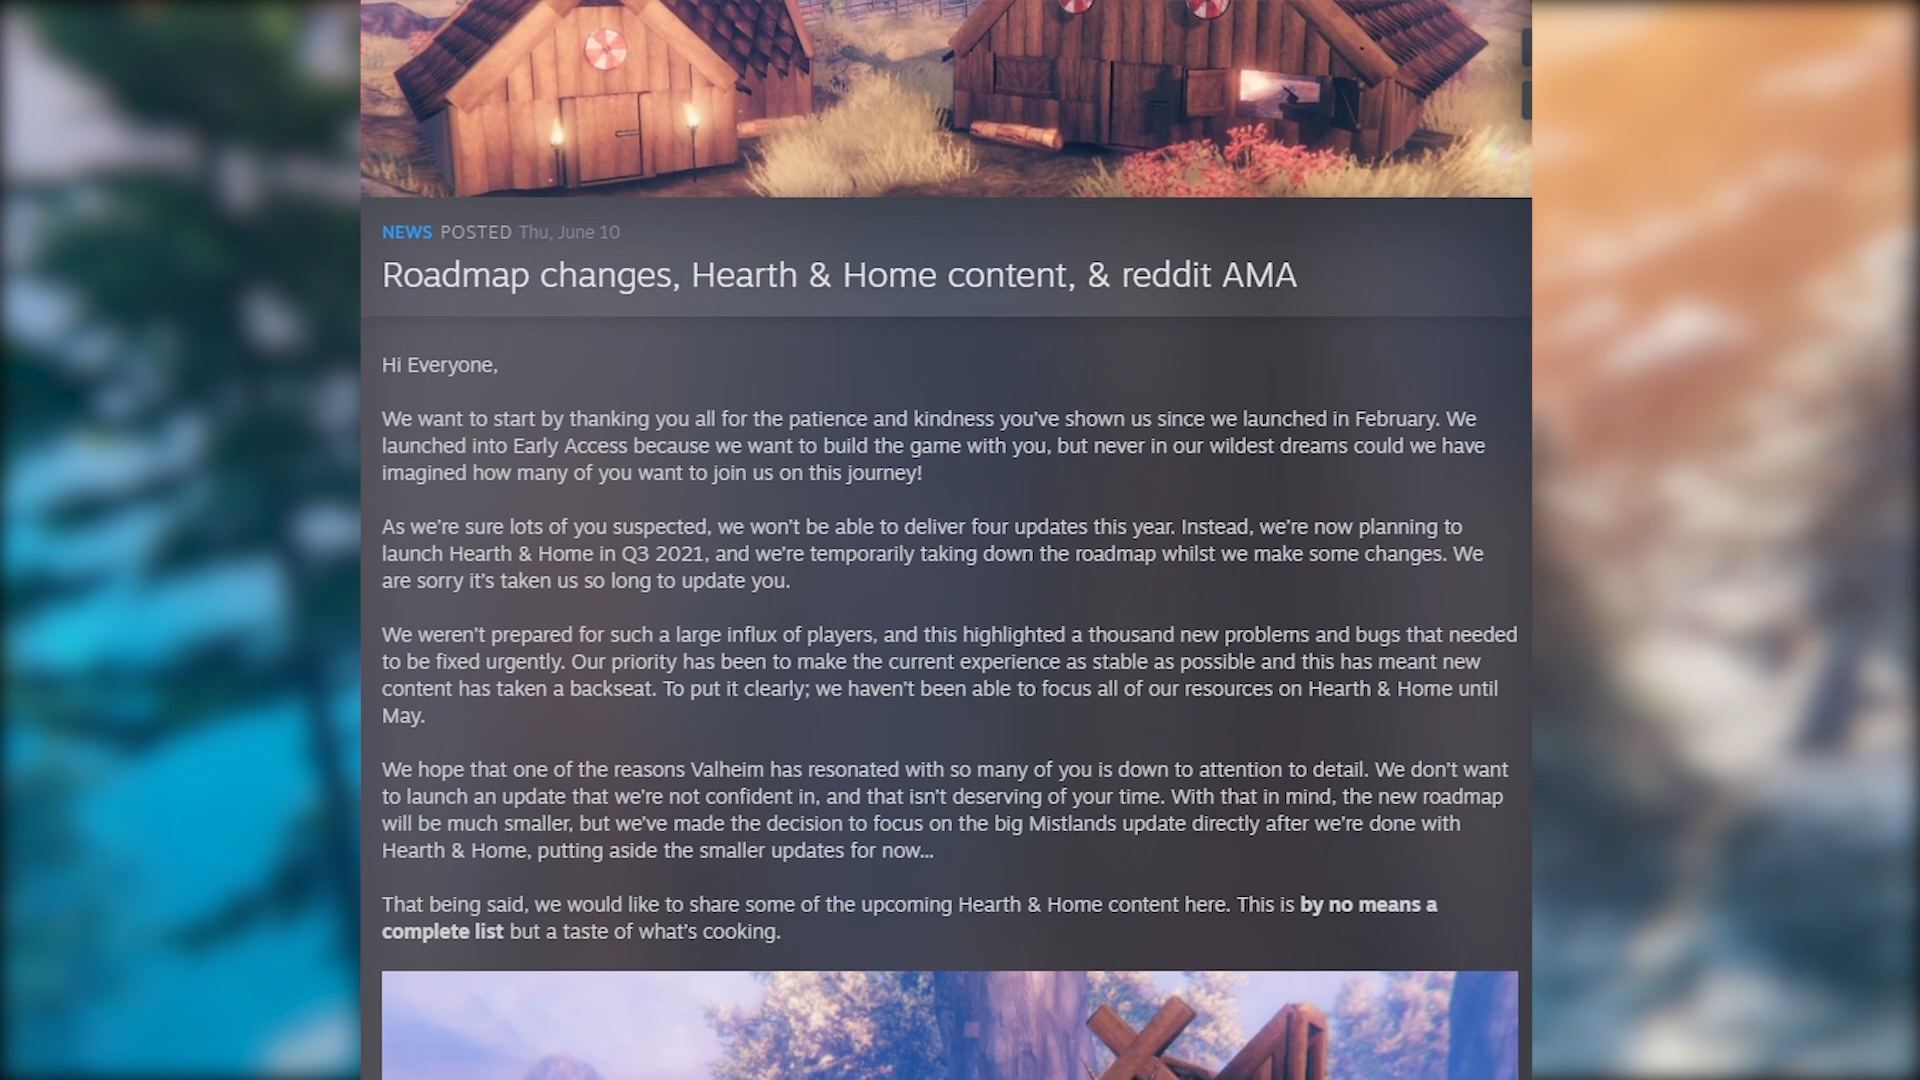 NEWS POSTED Thu, June 10
Roadmap changes, Hearth & Home content, & reddit AMA
Hi Everyone,
We want to start by thanking you all for the patience and kindness you've shown us since we launched in February. We
launched into Early Access because we want to build the game with you, but never in our wildest dreams could we have
imagined how many of you want to join us on this journey!
As we're sure lots of you suspected, we won't be able to deliver four updates this year. Instead, we're now planning to
launch Hearth & Home in Q3 2021, and we're temporarily taking down the roadmap whilst we make some changes. We
are sorry it's taken us so long to update you.
We weren't prepared for such a large influx of players, and this highlighted a thousand new problems and bugs that needed
to be fixed urgently. Our priority has been to make the current experience as stable as possible and this has meant new
content has taken a backseat. To put it clearly; we haven't been able to focus all of our resources on Hearth & Home until
May.
We hope that one of the reasons Valheim has resonated with so many of you is down to attention to detail. We don't want
to launch an update that we're not confident in, and that isn't deserving of your time. With that in mind, the new roadmap
will be much smaller, but we've made the decision to focus on the big Mistlands update directly after we're done with
Hearth & Home, putting aside the smaller updates for now...
That being said, we would like to share some of the upcoming Hearth & Home content here. This is by no means a
complete list but a taste of what's cooking.